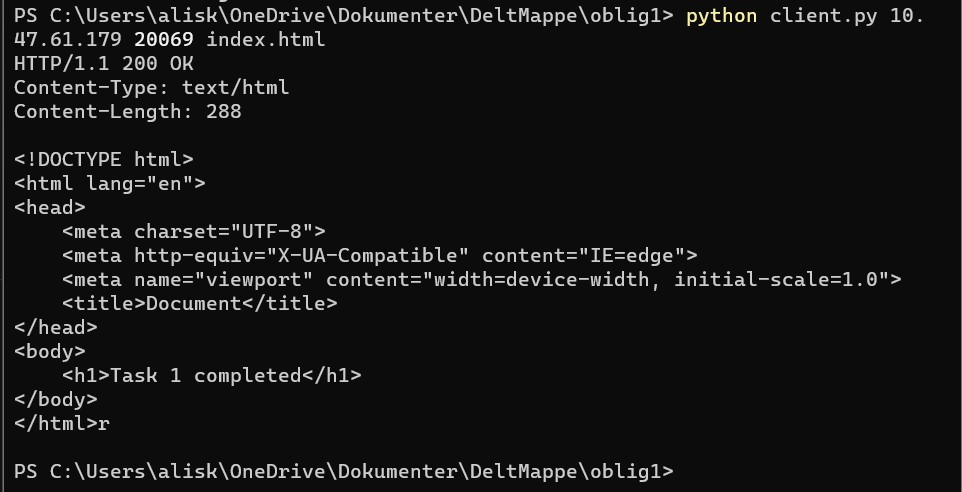 PS C:\Users\alisk\OneDrive\Dokumenter\DeltMappe\oblig1> python client.py 10.
47.61.179 20069 index.html
HTTP/1.1 200 OK
Content-Type: text/html
Content-Length: 288

<!DOCTYPE html>
<html lang="en">
<head>
    <meta charset="UTF-8">
    <meta http-equiv="X-UA-Compatible" content="IE=edge">
    <meta name="viewport" content="width=device-width, initial-scale=1.0">
    <title>Document</title>
</head>
<body>
    <h1>Task 1 completed</h1>
</body>
</html>r

PS C:\Users\alisk\OneDrive\Dokumenter\DeltMappe\oblig1>